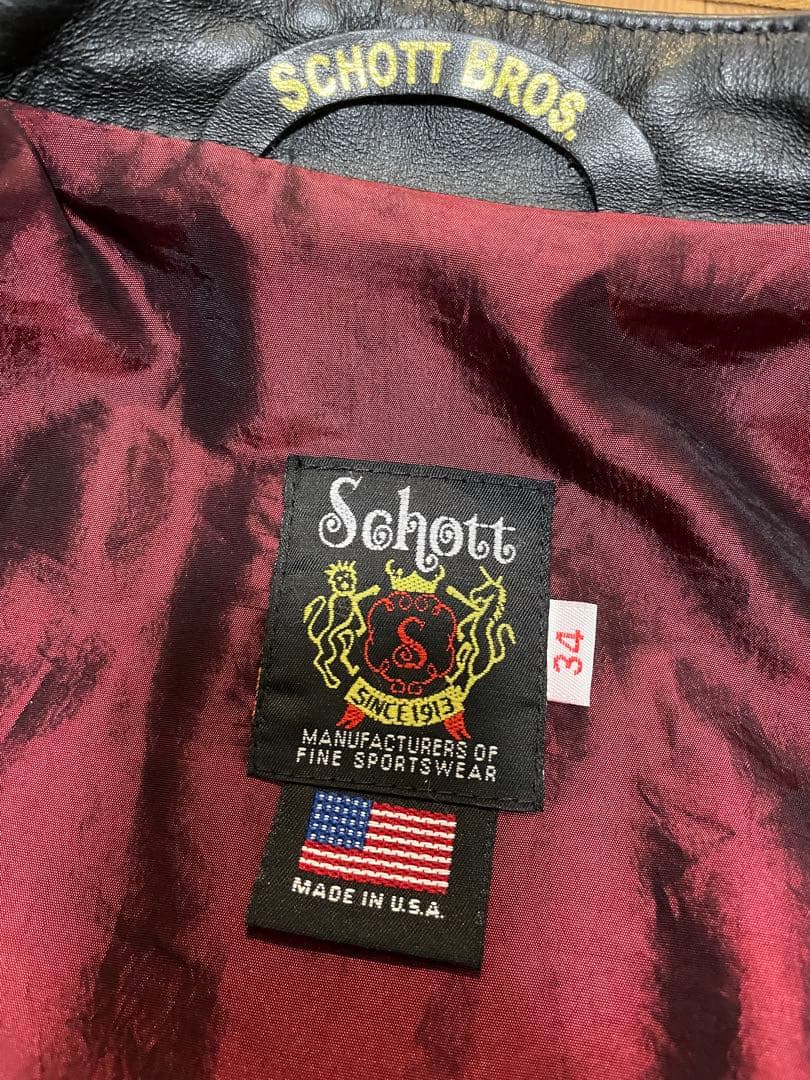 SCHOTT BROS.
Schott
S
SINCE 1913
MANUFACTURERS OF
FINE SPORTSWEAR
34
MADE IN U.S.A.